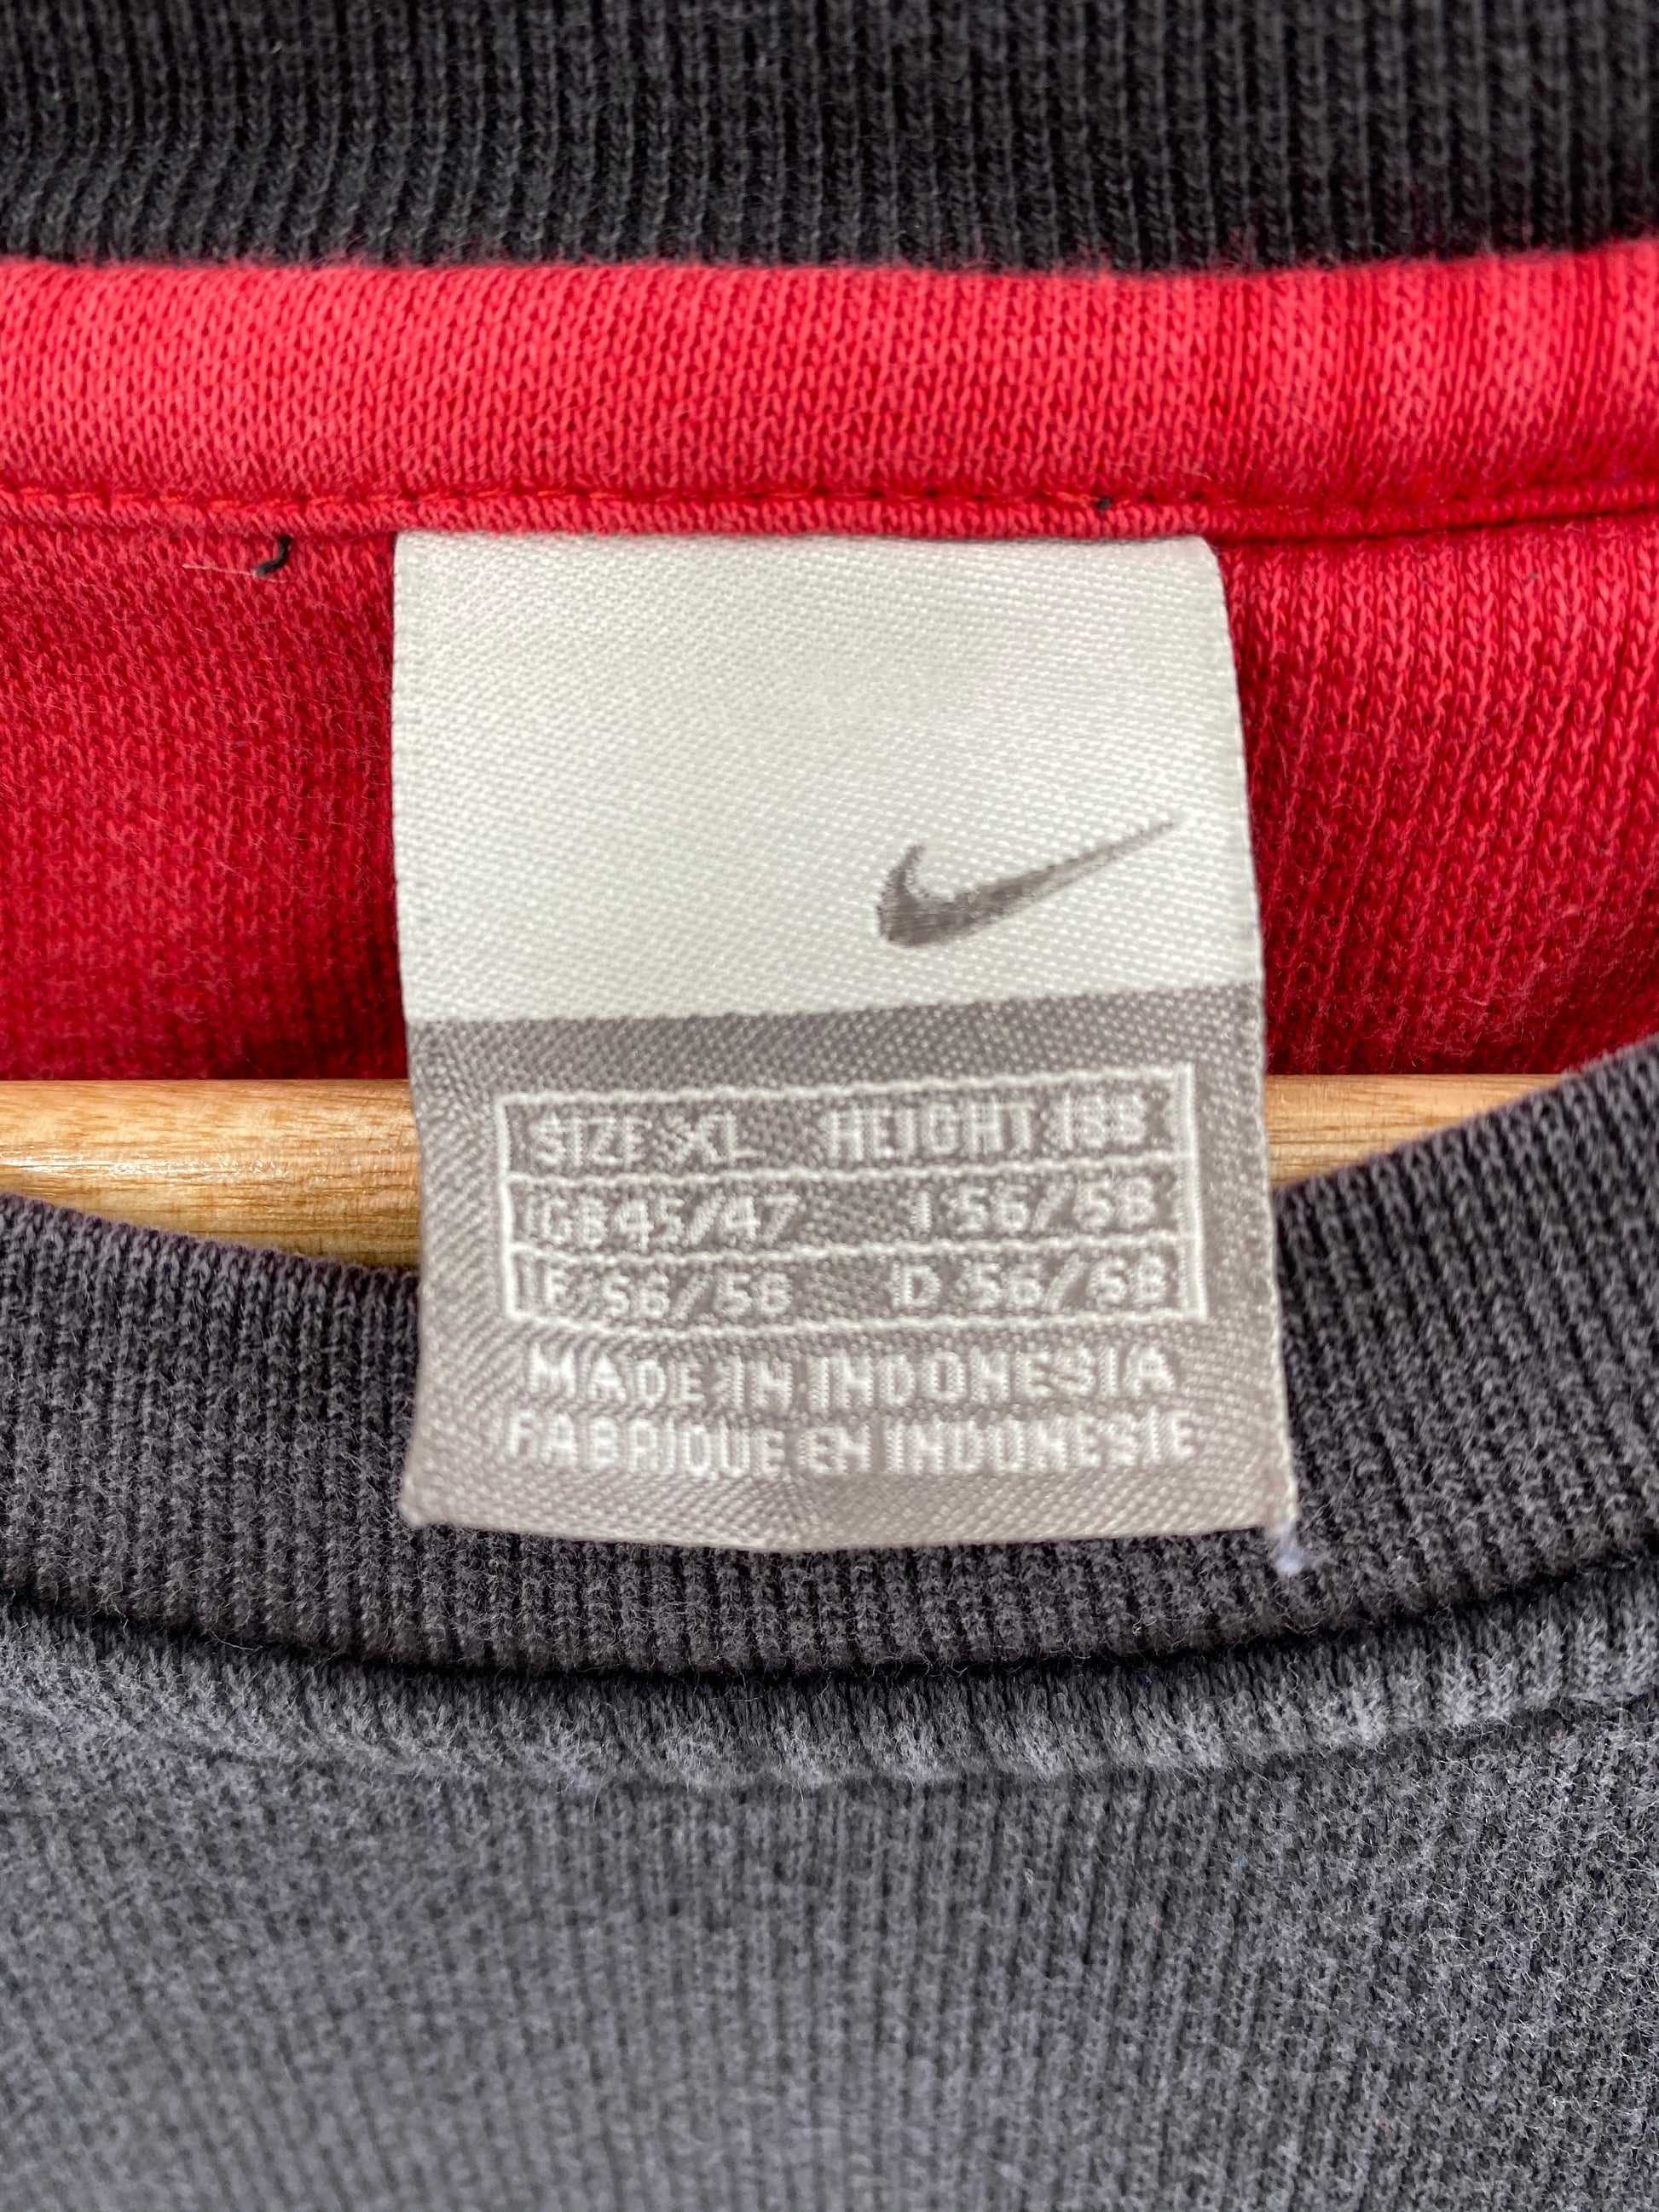 SIZE XL HEIGHT 188
GB 45/47 I 56/58
F 56/58 D 56/58
MADE IN INDONESIA
FABRIQUE EN INDONESIE